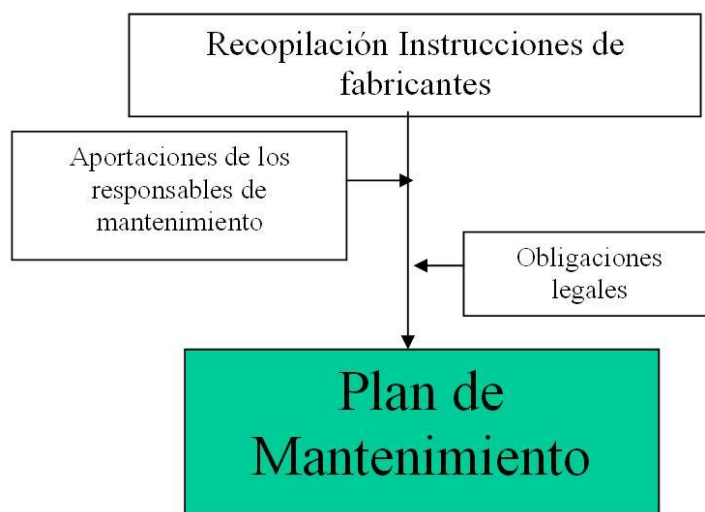 Recopilación Instrucciones de
fabricantes
Aportaciones de los
responsables de
mantenimiento
Obligaciones
legales
Plan de
Mantenimiento